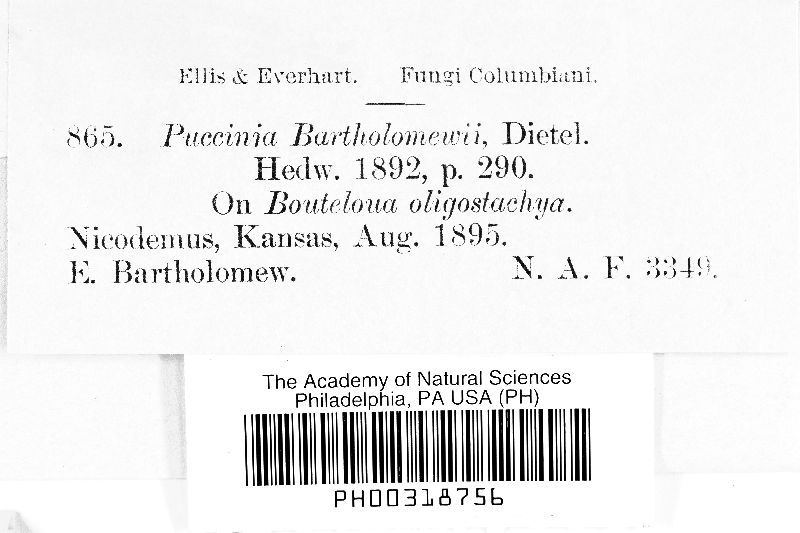 Ellis & Everhart. Fungi Columbiani.
865. Puccinia Bartholomewii, Dietel.
Hedw. 1892, p. 290.
On Bouteloua oligostachya.
Nicodemus, Kansas, Aug. 1895.
E. Bartholomew. N. A. F. 3349.
The Academy of Natural Sciences
Philadelphia, PA USA (PH)
PH00318756